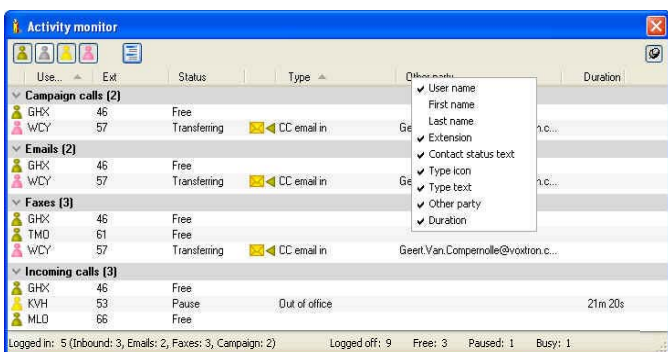 Activity monitor
Use... Ext Status Type Other party Duration
Campaign calls (2)
GHX 46 Free
WCY 57 Transferring CC email in Ge n.c...
Emails (2)
GHX 46 Free
WCY 57 Transferring CC email in Ge n.c...
Faxes (3)
GHX 46 Free
TMO 61 Free
WCY 57 Transferring CC email in Geert.Van.Compernolle@voxtron.c...
Incoming calls (3)
GHX 46 Free
KVH 53 Pause Out of office 21m 20s
MLO 66 Free
User name
First name
Last name
Extension
Contact status text
Type icon
Type text
Other party
Duration
Logged in: 5 (Inbound: 3, Emails: 2, Faxes: 3, Campaign: 2) Logged off: 9 Free: 3 Paused: 1 Busy: 1